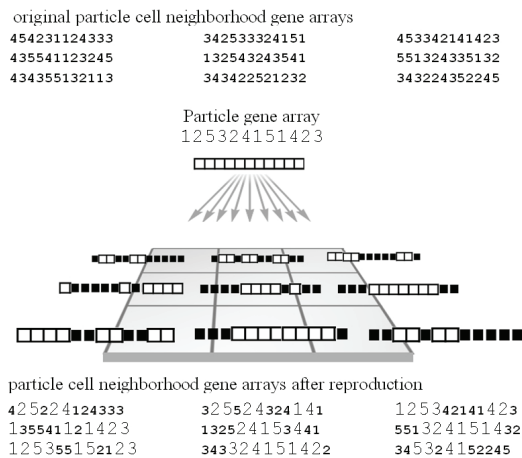 original particle cell neighborhood gene arrays
454231124333 342533324151 453342141423
435541123245 132543243541 551324335132
434355132113 343422521232 343224352245
Particle gene array
125324151423
particle cell neighborhood gene arrays after reproduction
425224124333 325524324141 125342141423
135541121423 132524153441 551324151432
125355152123 343324151422 345324152245